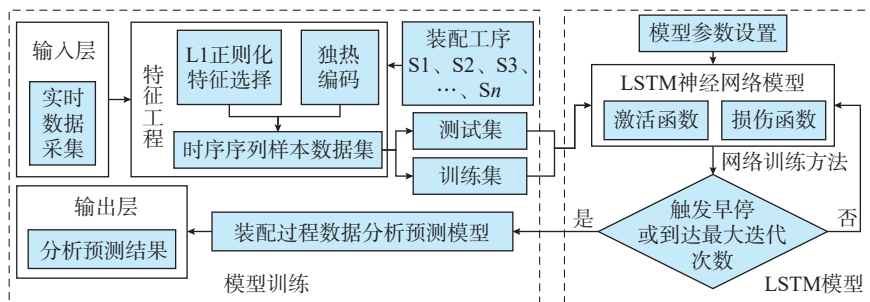 输入层
实时
数据
采集
特征工程
L1正则化
特征选择
独热
编码
时序序列样本数据集
装配工序
S1、S2、S3、
…、Sn
测试集
训练集
模型参数设置
LSTM神经网络模型
激活函数
损伤函数
网络训练方法
触发早停
或到达最大迭代
次数
是
否
LSTM模型
装配过程数据分析预测模型
输出层
分析预测结果
模型训练